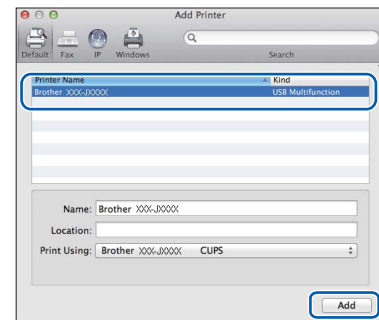 Add Printer
Default Fax IP Windows Search
Printer Name Kind
Brother XXX-JXXXX USB Multifunction
Name: Brother XXX-JXXXX
Location:
Print Using: Brother XXX-JXXXX CUPS
Add